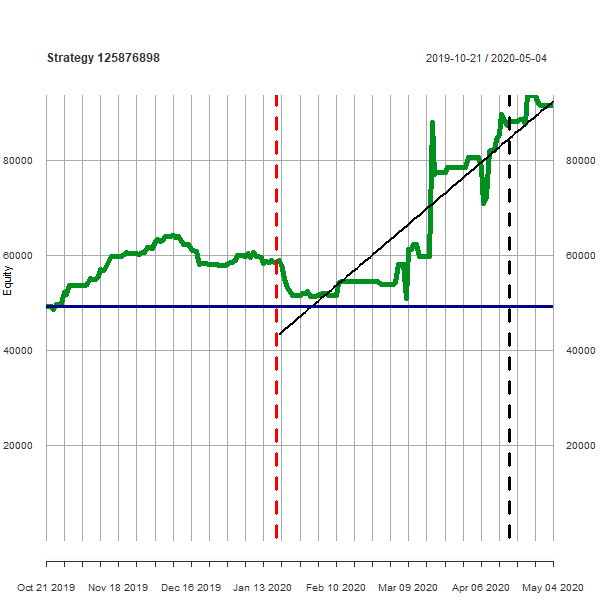 Strategy 125876898
2019-10-21 / 2020-05-04
80000
80000
60000
60000
Equity
40000
40000
20000
20000
Oct 21 2019
Nov 18 2019
Dec 16 2019
Jan 13 2020
Feb 10 2020
Mar 09 2020
Apr 06 2020
May 04 2020